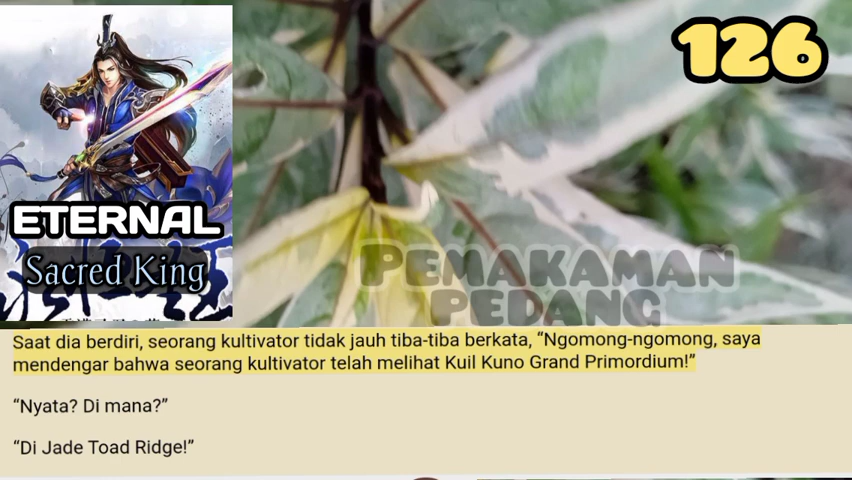 126
ETERNAL
Sacred King
PEMAKAMAN
PEDANG
Saat dia berdiri, seorang kultivator tidak jauh tiba-tiba berkata, “Ngomong-ngomong, saya
mendengar bahwa seorang kultivator telah melihat Kuil Kuno Grand Primordium!”
“Nyata? Di mana?”
“Di Jade Toad Ridge!”